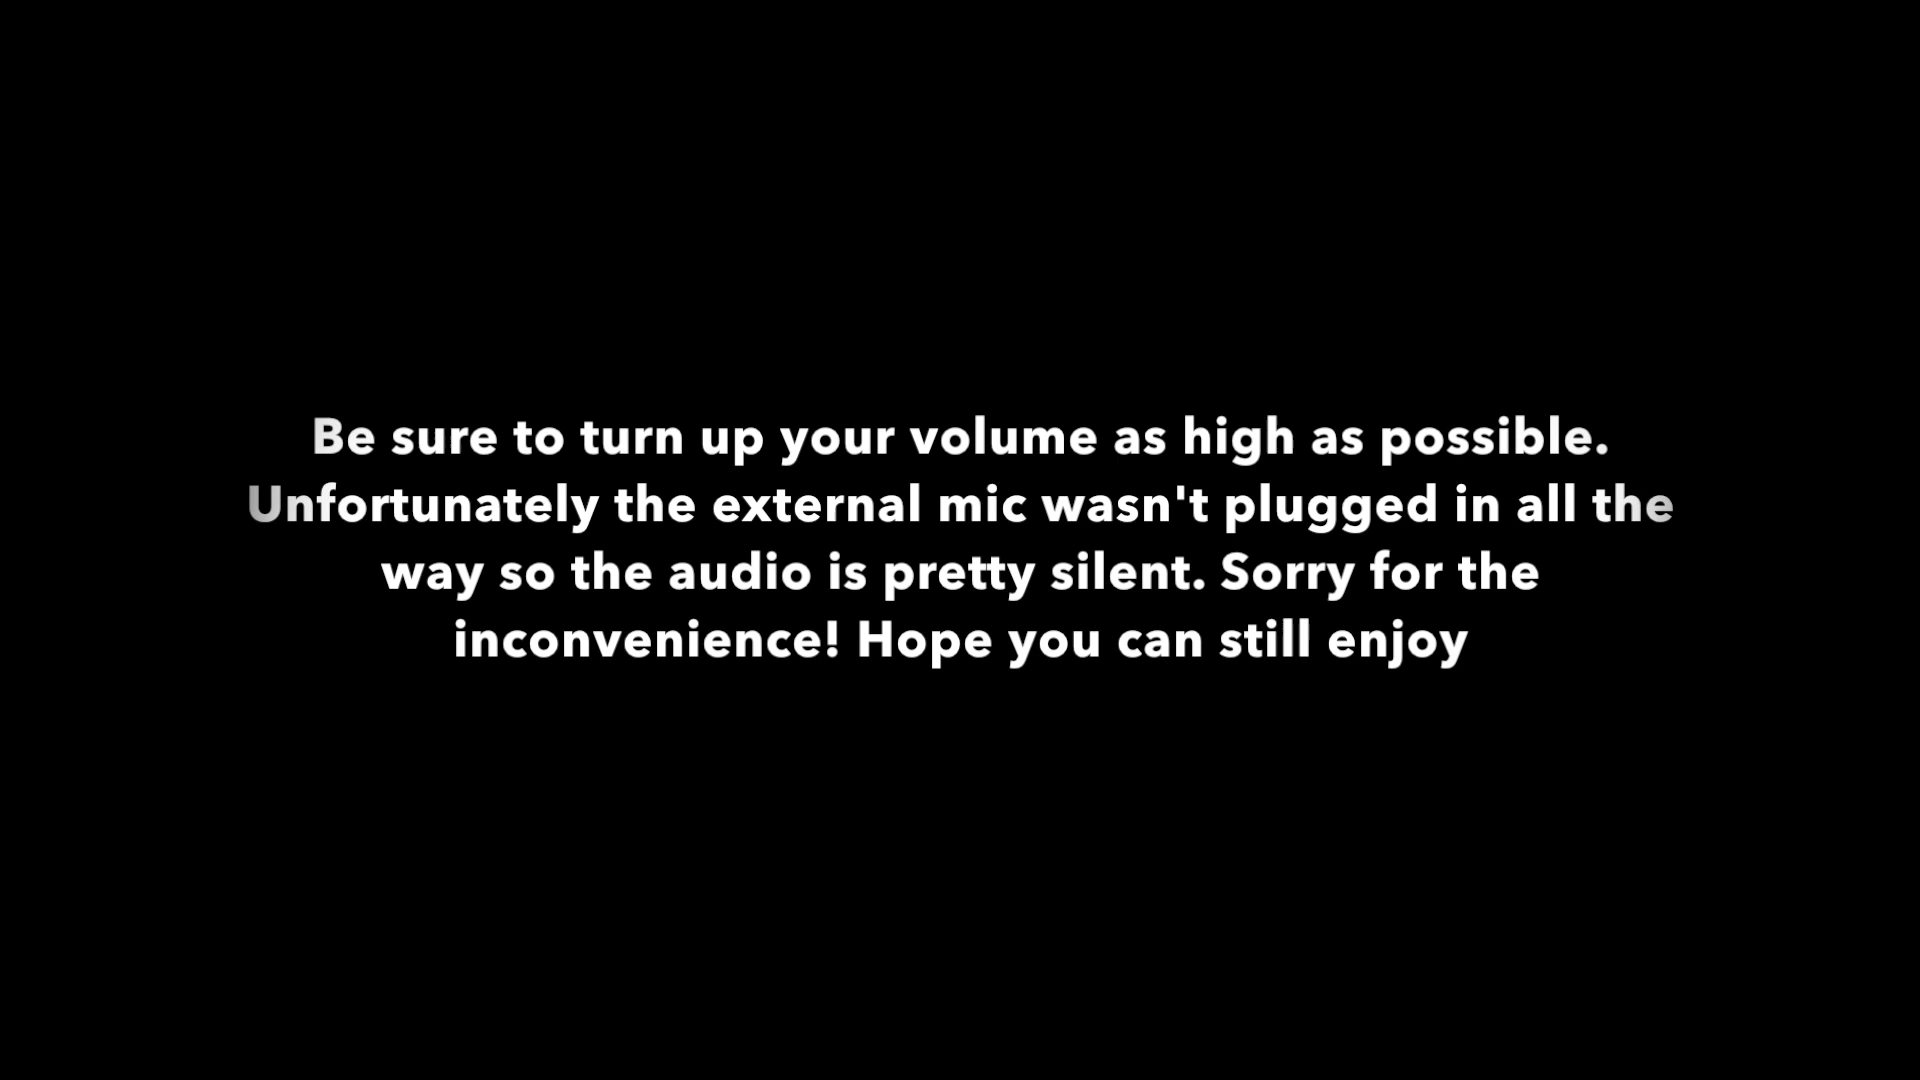 Be sure to turn up your volume as high as possible.
Unfortunately the external mic wasn't plugged in all the
way so the audio is pretty silent. Sorry for the
inconvenience! Hope you can still enjoy